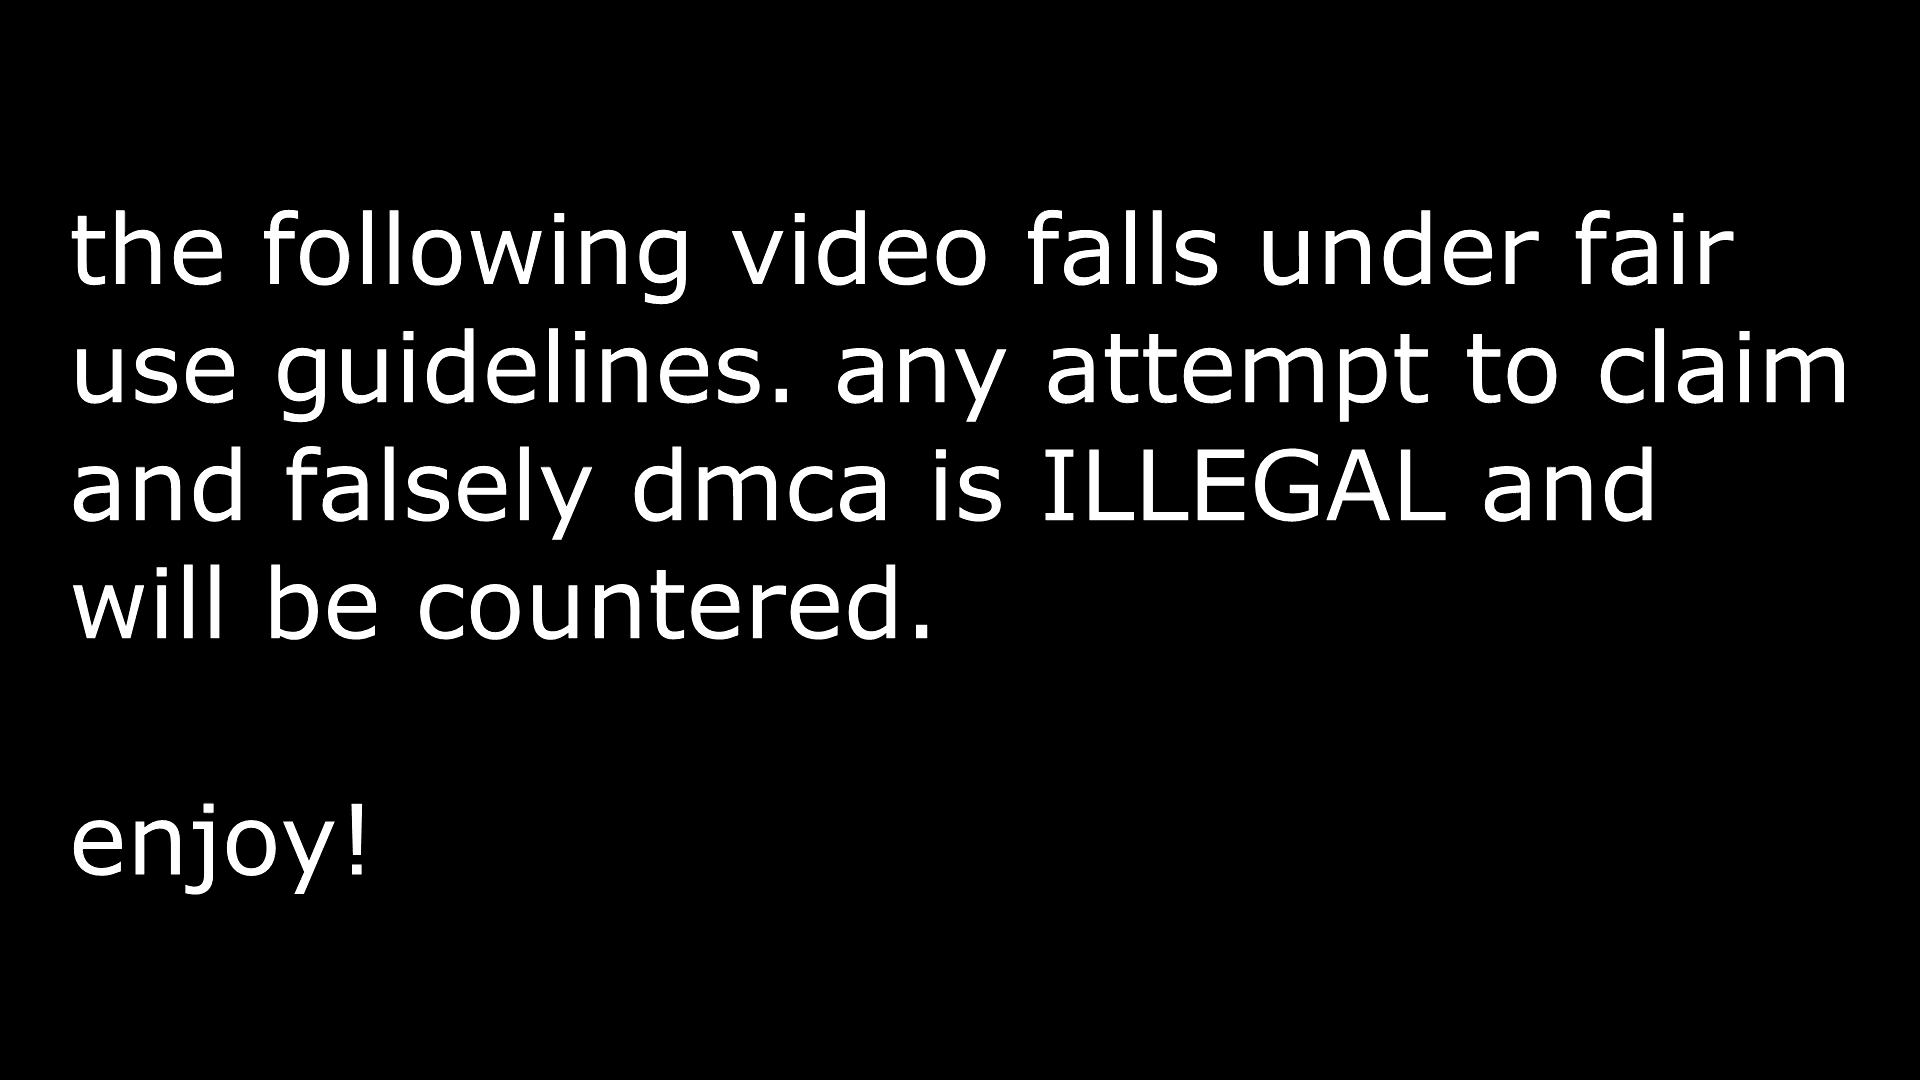 the following video falls under fair
use guidelines. any attempt to claim
and falsely dmca is ILLEGAL and
will be countered.
enjoy!